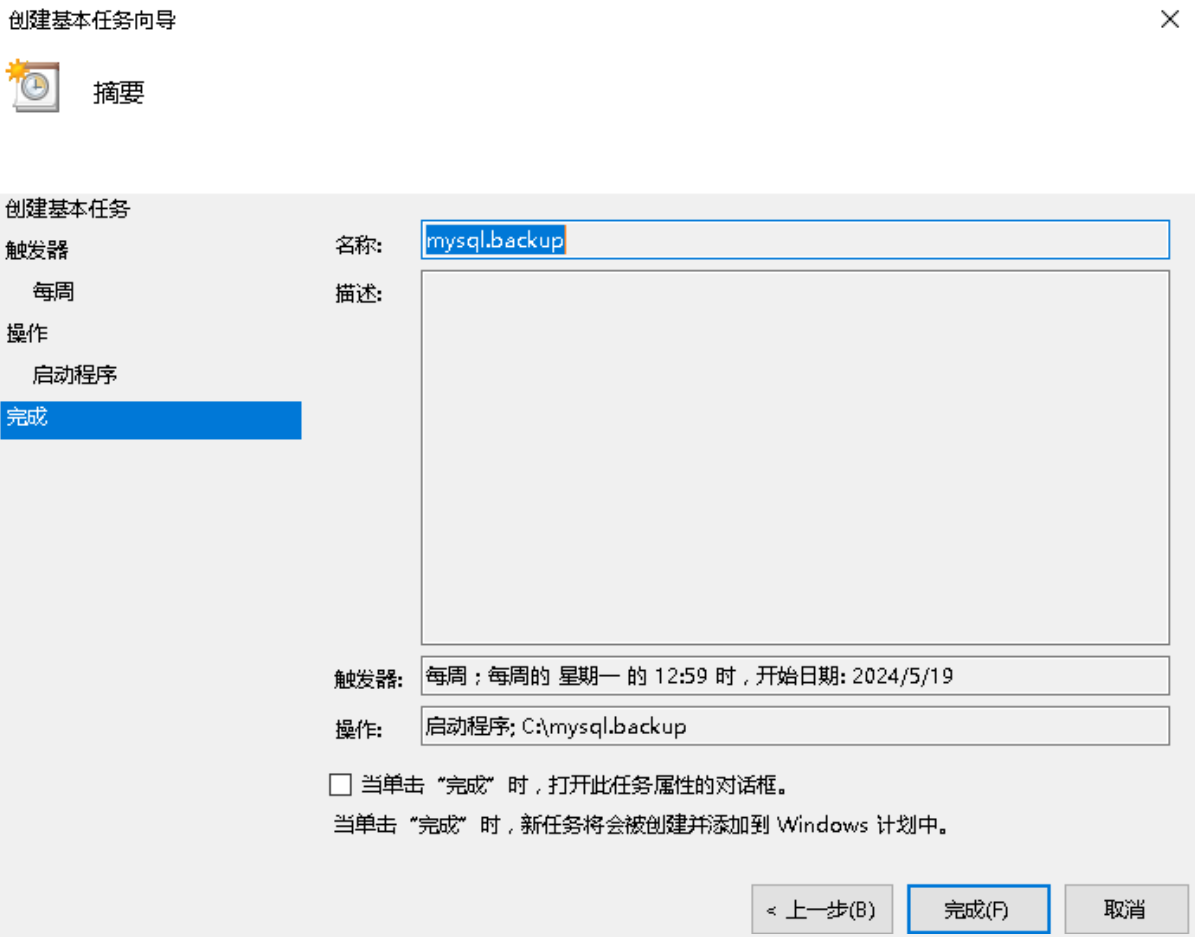 创建基本任务向导
摘要
创建基本任务
触发器
每周
操作
启动程序
完成
名称: mysql.backup
描述:
触发器: 每周；每周的 星期一 的 12:59 时，开始日期: 2024/5/19
操作: 启动程序; C:\mysql.backup
当单击“完成”时，打开此任务属性的对话框。
当单击“完成”时，新任务将会被创建并添加到 Windows 计划中。
< 上一步(B) 完成(F) 取消